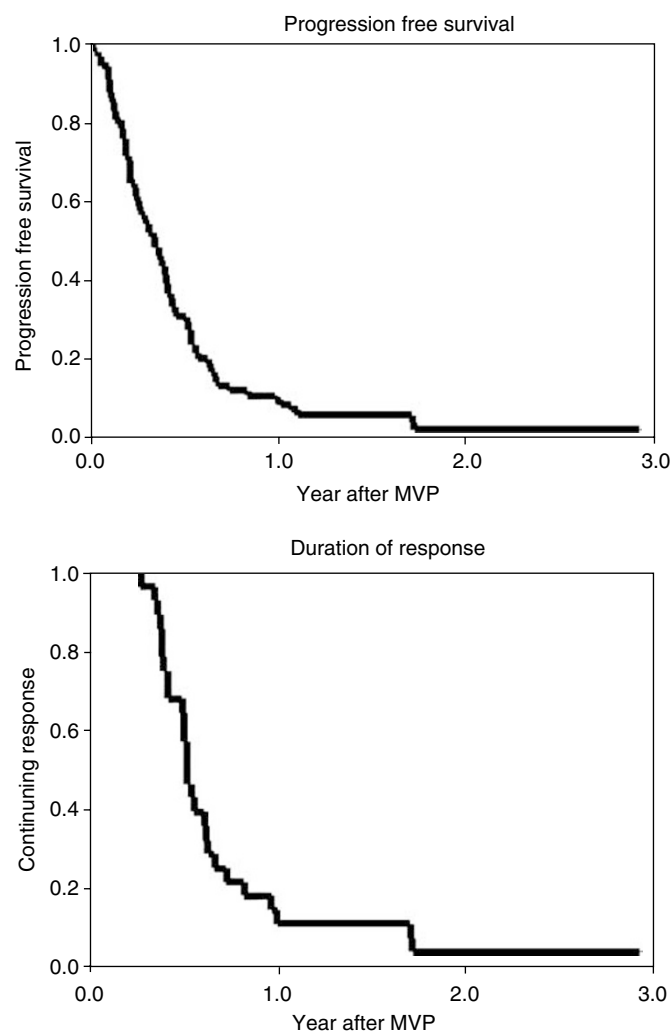 Progression free survival
Progression free survival
1.0
0.8
0.6
0.4
0.2
0.0
0.0 1.0 2.0 3.0
Year after MVP
Duration of response
Continuning response
1.0
0.8
0.6
0.4
0.2
0.0
0.0 1.0 2.0 3.0
Year after MVP